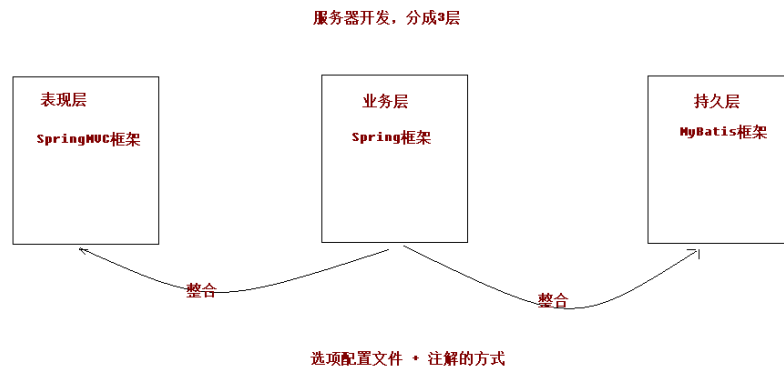 服务器开发，分成3层
表现层
SpringMVC框架
业务层
Spring框架
持久层
MyBatis框架
整合
整合
选项配置文件 + 注解的方式